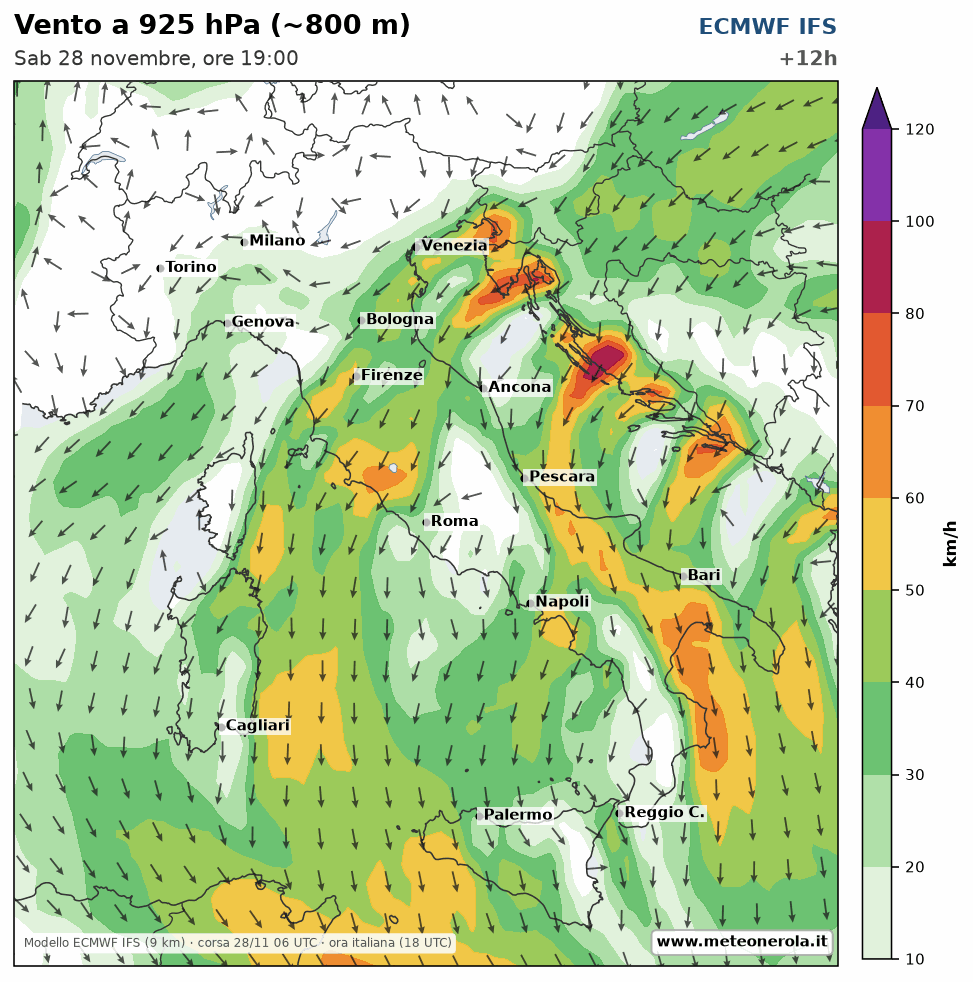 Vento a 925 hPa (~800 m)
ECMWF IFS
Sab 28 novembre, ore 19:00
+12h
120
100
80
70
60
50
40
30
20
10
km/h
Milano
Venezia
Torino
Genova
Bologna
Firenze
Ancona
Pescara
Roma
Bari
Napoli
Cagliari
Palermo
Reggio C.
Modello ECMWF IFS (9 km) · corsa 28/11 06 UTC · ora italiana (18 UTC)
www.meteonerola.it